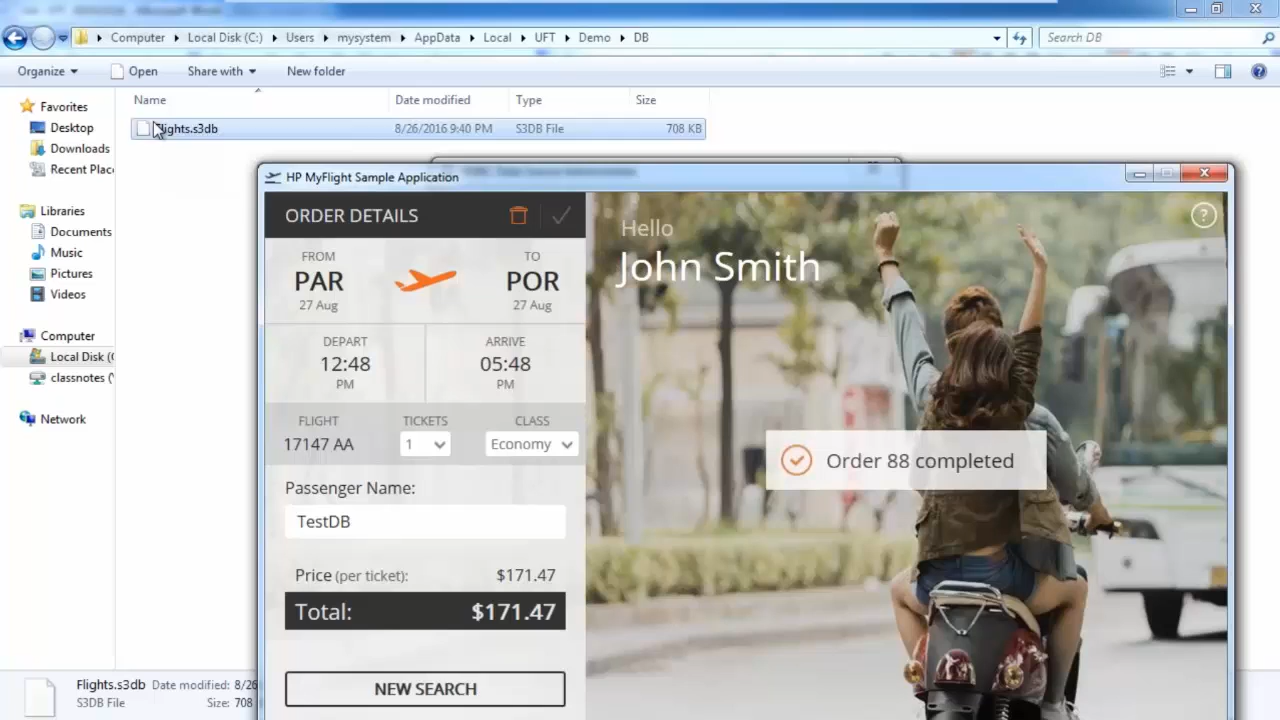 Computer Local Disk (C:) Users mysystem AppData Local UFT Demo DB Search DB
Organize Open Share with New folder
Name Date modified Type Size
Flights.s3db 8/26/2016 9:40 PM S3DB File 708 KB
Favorites
Desktop
Downloads
Recent Plac
Libraries
Documents
Music
Pictures
Videos
Computer
Local Disk (
classnotes (
Network
HP MyFlight Sample Application
ORDER DETAILS
FROM TO
PAR POR
27 Aug 27 Aug
DEPART ARRIVE
12:48 05:48
PM PM
FLIGHT TICKETS CLASS
17147 AA 1 Economy
Passenger Name:
TestDB
Price (per ticket): $171.47
Total: $171.47
NEW SEARCH
Hello
John Smith
?
Order 88 completed
Flights.s3db Date modified: 8/26
S3DB File Size: 708